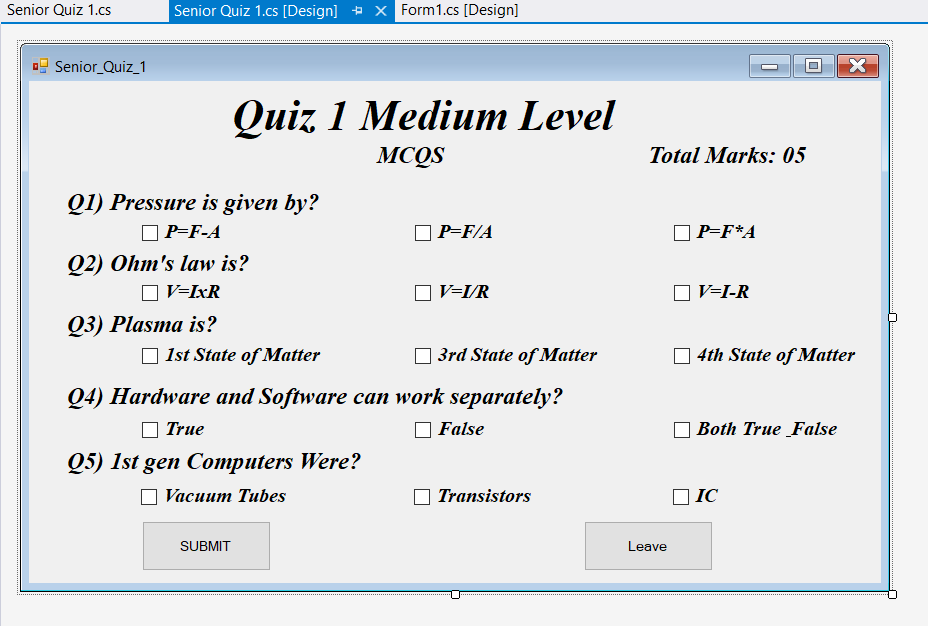 Senior Quiz 1.cs Senior Quiz 1.cs [Design] Form1.cs [Design]
Senior_Quiz_1
Quiz 1 Medium Level
MCQS Total Marks: 05
Q1) Pressure is given by?
P=F-A P=F/A P=F*A
Q2) Ohm's law is?
V=IxR V=I/R V=I-R
Q3) Plasma is?
1st State of Matter 3rd State of Matter 4th State of Matter
Q4) Hardware and Software can work separately?
True False Both True _False
Q5) 1st gen Computers Were?
Vacuum Tubes Transistors IC
SUBMIT Leave